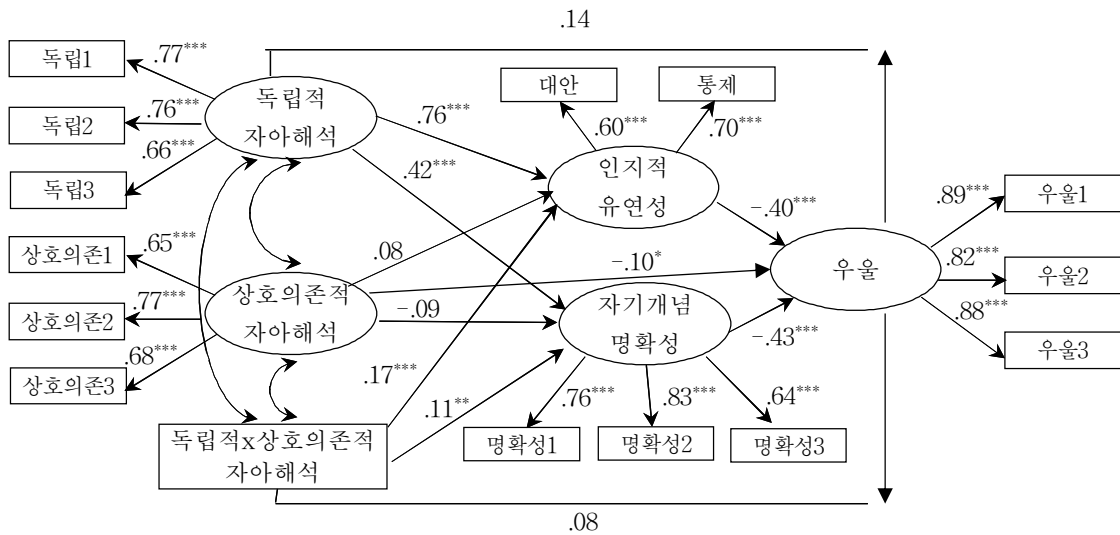 .14
독립1
.77***
독립2
.76***
.66***
독립3
독립적
자아해석
대안
통제
.60***
.70***
.76***
.42***
인지적
유연성
.89***
우울1
-.40***
상호의존1
.65***
.08
-.10*
우울
.82***
우울2
상호의존2
.77***
상호의존적
자아해석
-.09
자기개념
명확성
-.43***
.88***
우울3
상호의존3
.68***
.17***
.11**
.76***
.83***
.64***
독립적x상호의존적
자아해석
명확성1
명확성2
명확성3
.08